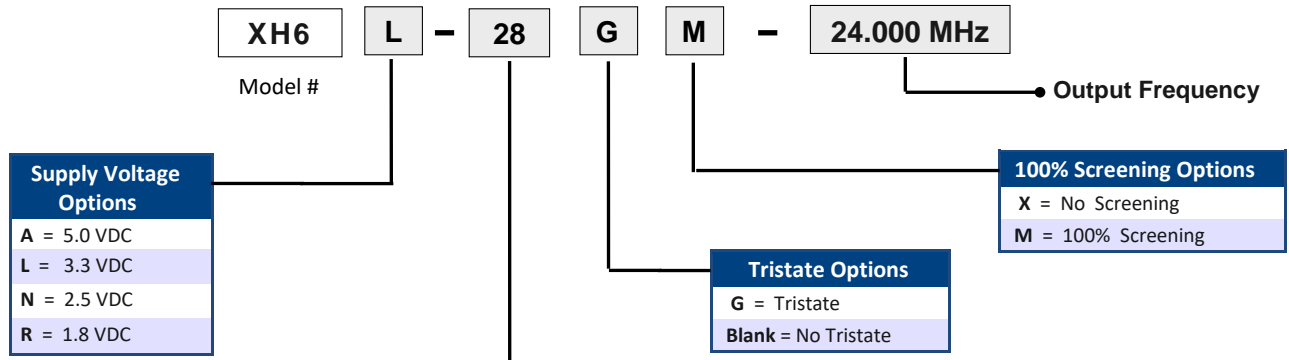 XH6 L – 28 G M – 24.000 MHz
Model #
Output Frequency
Supply Voltage
Options
A = 5.0 VDC
L = 3.3 VDC
N = 2.5 VDC
R = 1.8 VDC
Tristate Options
G = Tristate
Blank = No Tristate
100% Screening Options
X = No Screening
M = 100% Screening